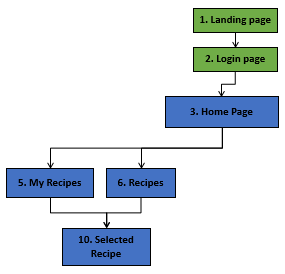 1. Landing page
2. Login page
3. Home Page
5. My Recipes
6. Recipes
10. Selected
Recipe